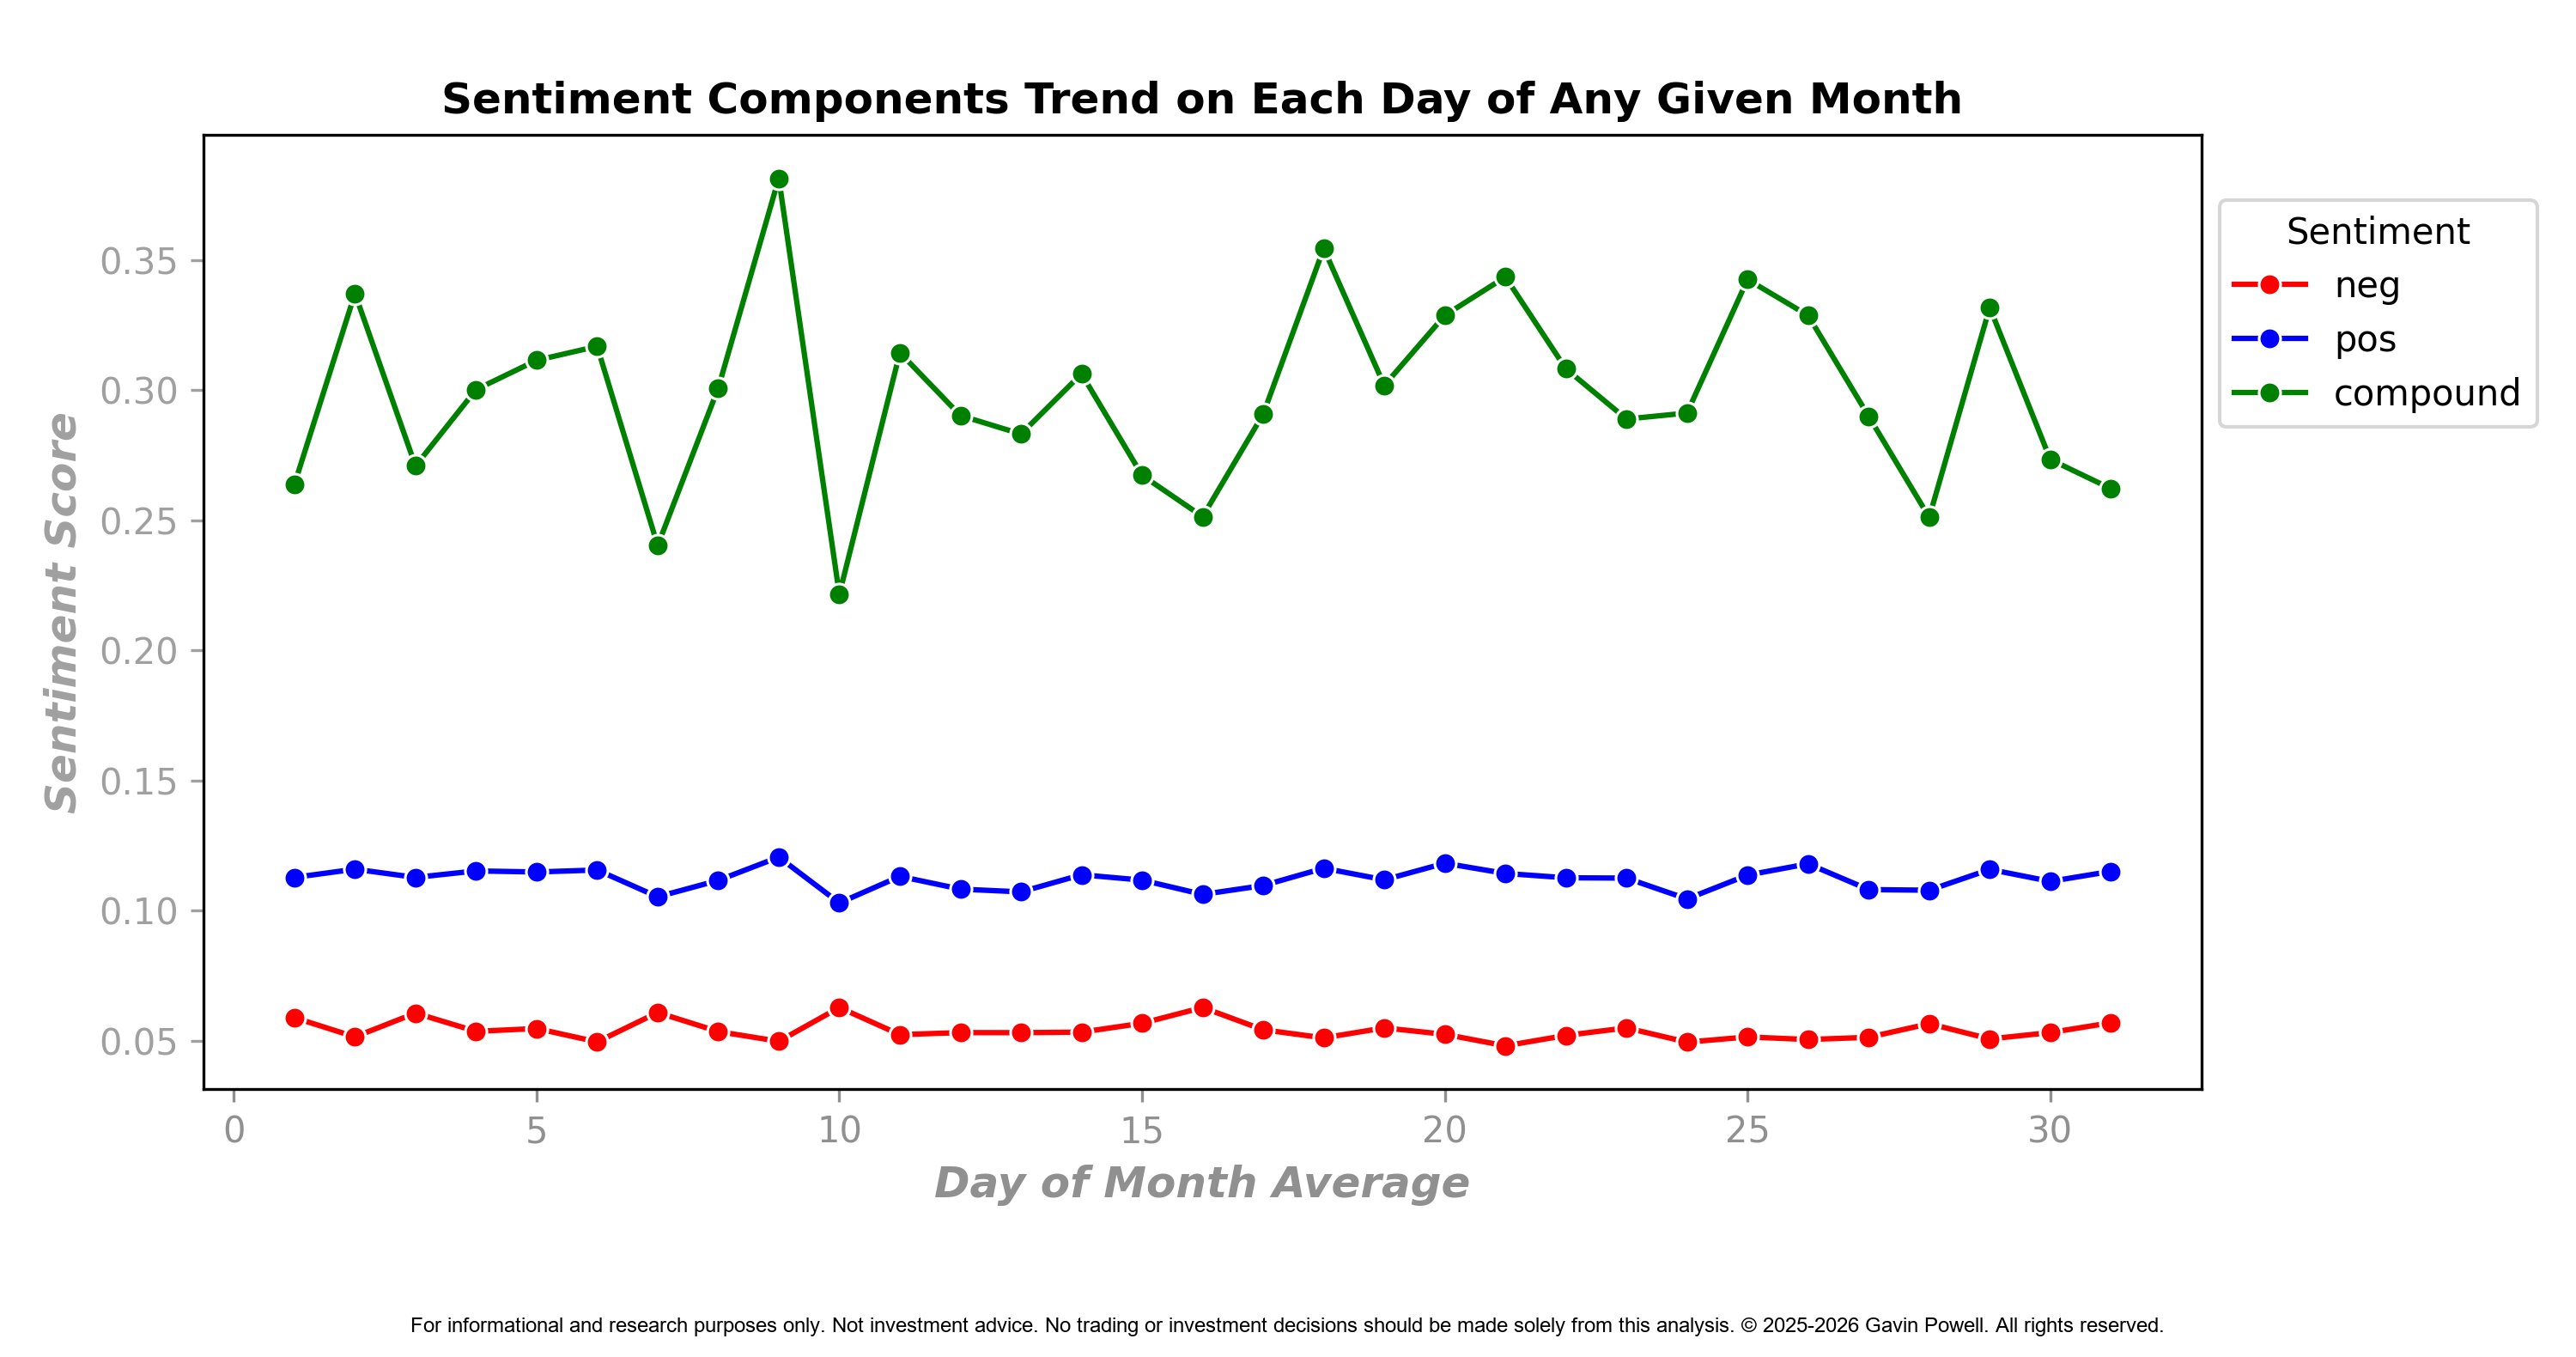 Sentiment Components Trend on Each Day of Any Given Month
Sentiment Score
0.35
0.30
0.25
0.20
0.15
0.10
0.05
0 5 10 15 20 25 30
Day of Month Average
Sentiment
neg
pos
compound
For informational and research purposes only. Not investment advice. No trading or investment decisions should be made solely from this analysis. © 2025-2026 Gavin Powell. All rights reserved.